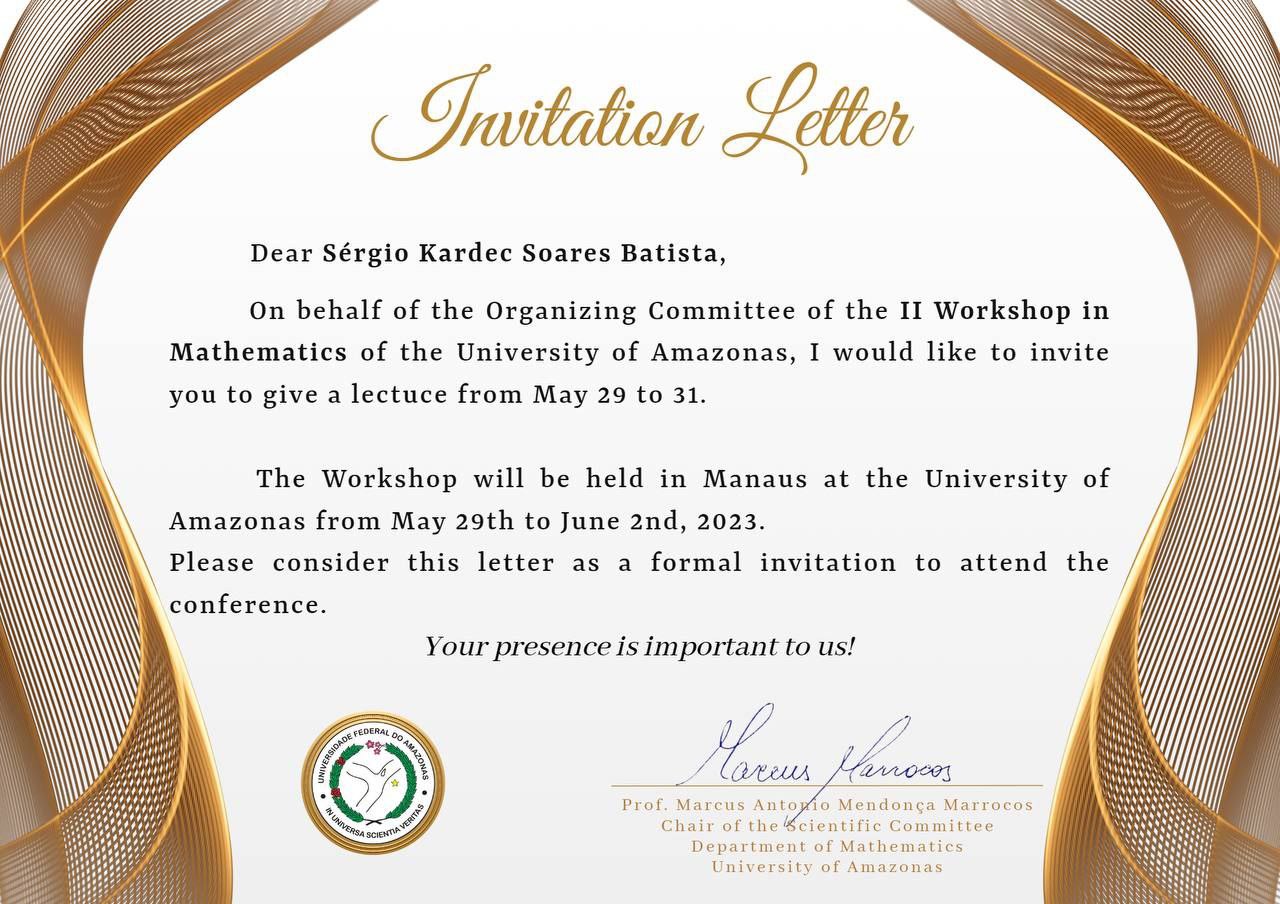 Invitation Letter
Dear Sérgio Kardec Soares Batista,
On behalf of the Organizing Committee of the II Workshop in
Mathematics of the University of Amazonas, I would like to invite
you to give a lectuce from May 29 to 31.
The Workshop will be held in Manaus at the University of
Amazonas from May 29th to June 2nd, 2023.
Please consider this letter as a formal invitation to attend the
conference.
Your presence is important to us!
UNIVERSIDADE FEDERAL DO AMAZONAS
IN UNIVERSA SCIENTIA VERITAS
Marcus Marrocos
Prof. Marcus Antonio Mendonça Marrocos
Chair of the Scientific Committee
Department of Mathematics
University of Amazonas